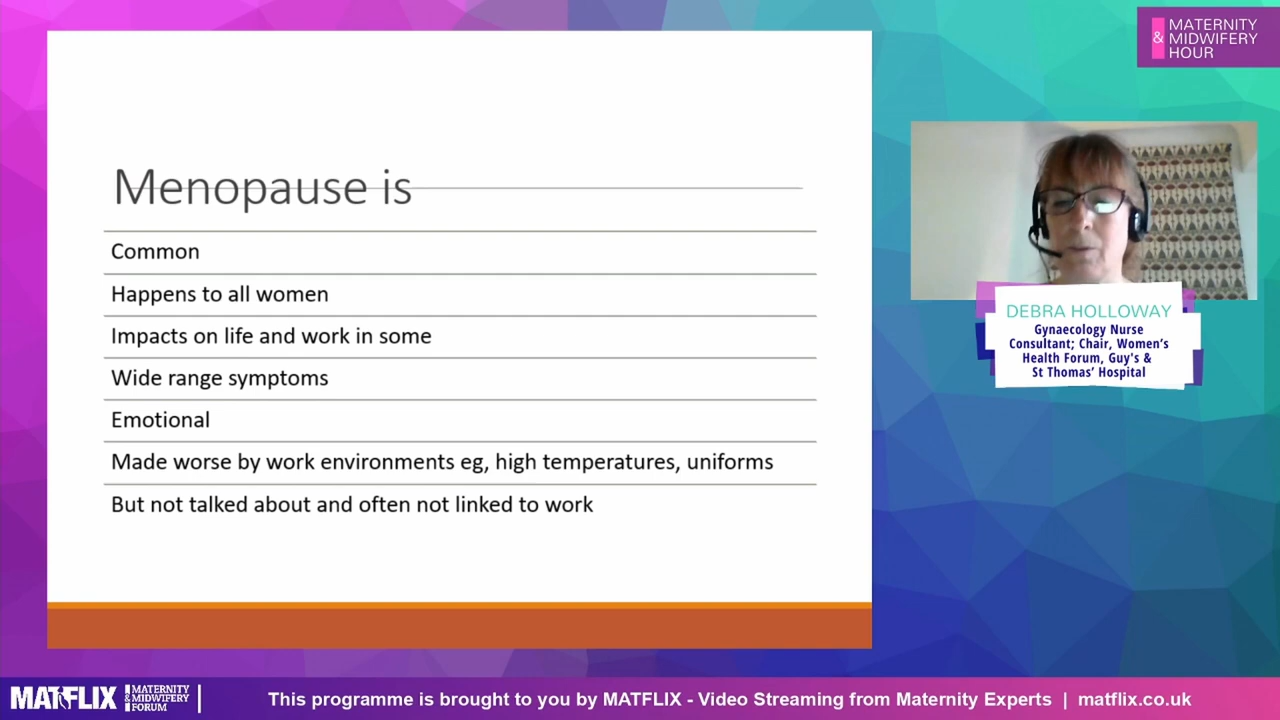 MATERNITY
& MIDWIFERY
HOUR
Menopause is
Common
Happens to all women
Impacts on life and work in some
Wide range symptoms
Emotional
Made worse by work environments eg, high temperatures, uniforms
But not talked about and often not linked to work
DEBRA HOLLOWAY
Gynaecology Nurse
Consultant; Chair, Women’s
Health Forum, Guy's &
St Thomas’ Hospital
MATFLIX
MATERNITY
& MIDWIFERY
FORUM
This programme is brought to you by MATFLIX - Video Streaming from Maternity Experts | matflix.co.uk